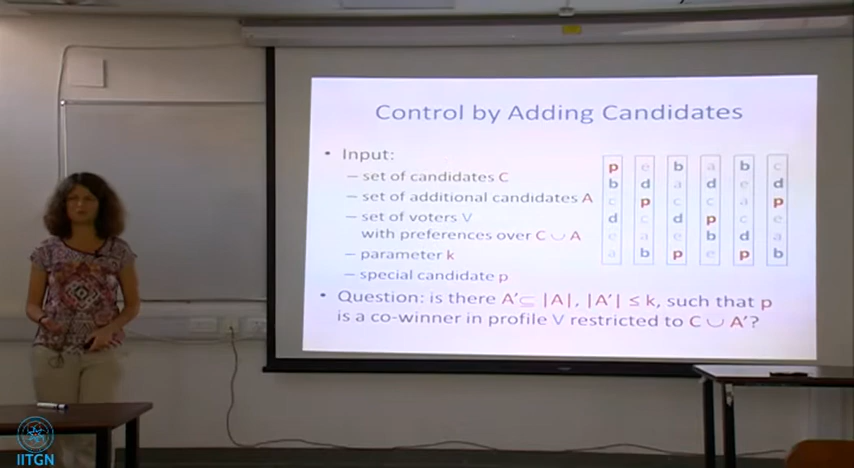 Control by Adding Candidates
• Input:
– set of candidates C
– set of additional candidates A
– set of voters V
with preferences over C ∪ A
– parameter k
– special candidate p
p e b a b c
b d a d e d
c p c c a p
d c d p c e
e a e b d a
a b p e p b
• Question: is there A'⊆ |A|, |A'| ≤ k, such that p
is a co-winner in profile V restricted to C ∪ A'?
IITGN